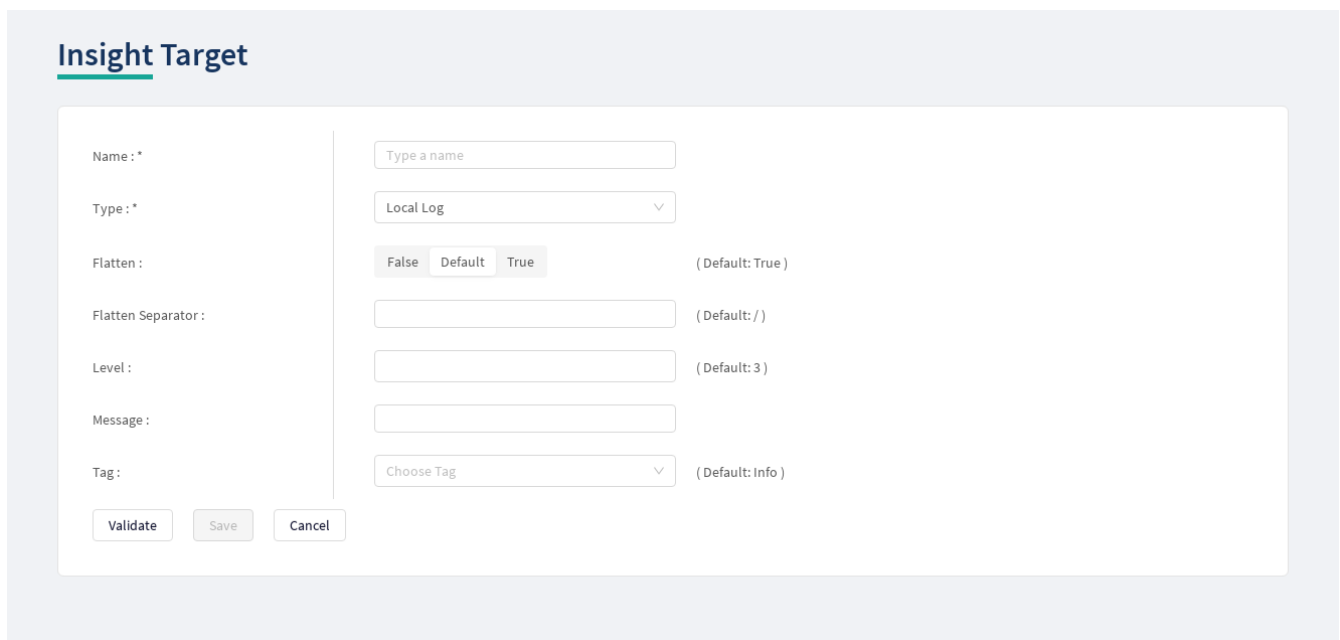 Insight Target
Name : * Type a name
Type : * Local Log
Flatten : False Default True ( Default: True )
Flatten Separator : ( Default: / )
Level : ( Default: 3 )
Message :
Tag : Choose Tag ( Default: Info )
Validate Save Cancel